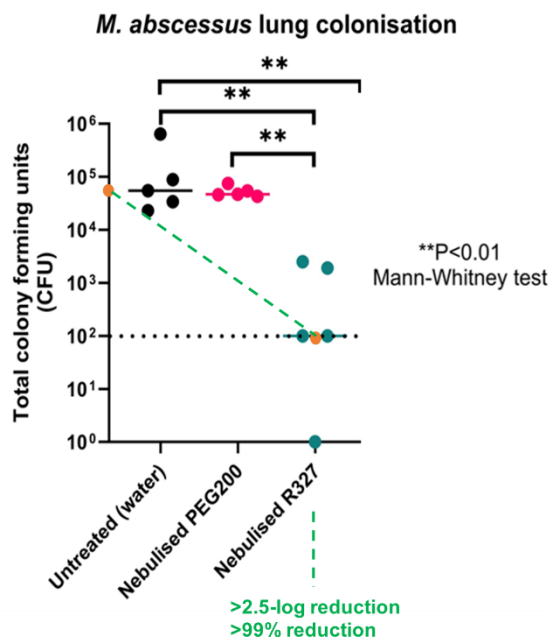 M. abscessus lung colonisation
**
**
**
10⁶
10⁵
10⁴
10³
10²
10¹
10⁰
Total colony forming units
(CFU)
**P<0.01
Mann-Whitney test
Untreated (water)
Nebulised PEG200
Nebulised R327
>2.5-log reduction
>99% reduction